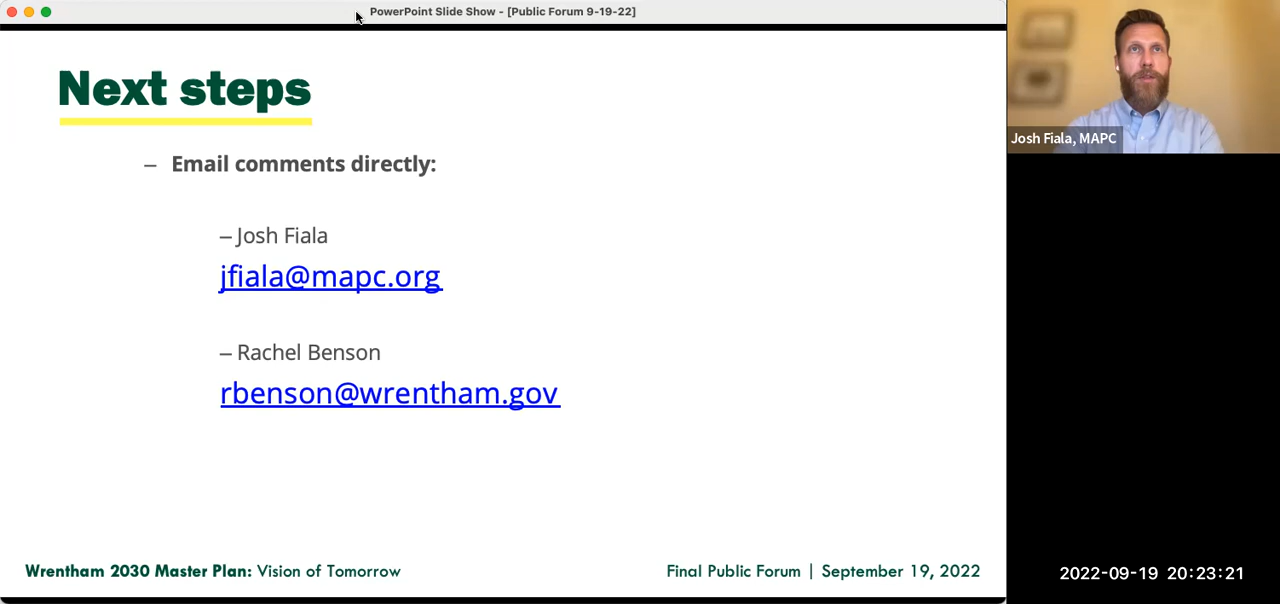 PowerPoint Slide Show - [Public Forum 9-19-22]
Next steps
– Email comments directly:
– Josh Fiala
jfiala@mapc.org
– Rachel Benson
rbenson@wrentham.gov
Wrentham 2030 Master Plan: Vision of Tomorrow
Final Public Forum | September 19, 2022
Josh Fiala, MAPC
2022-09-19 20:23:21